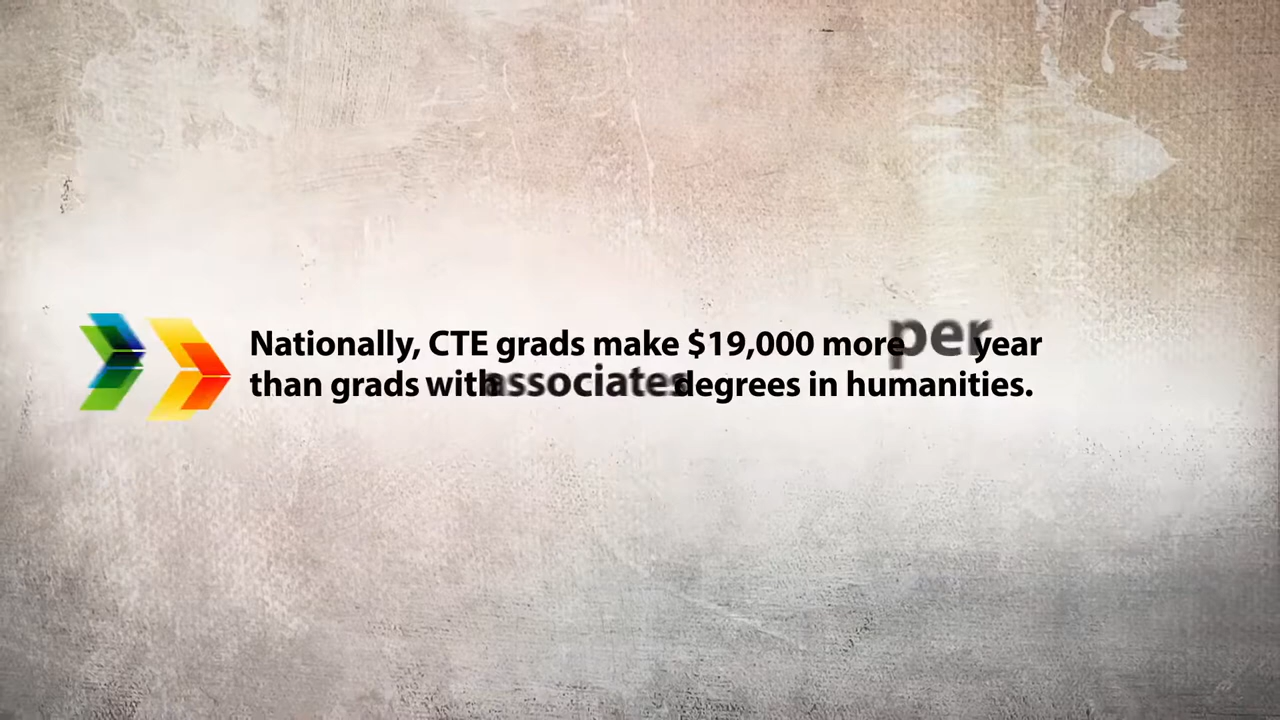 Nationally, CTE grads make $19,000 more per year
than grads with associates degrees in humanities.